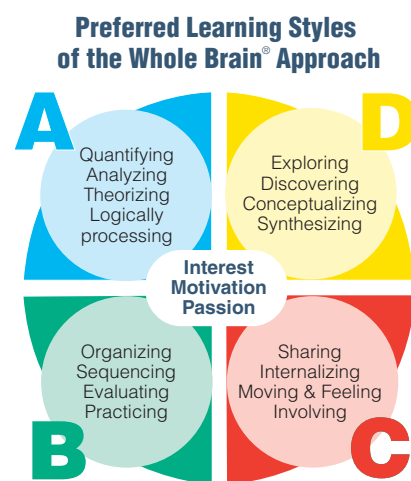 Preferred Learning Styles
of the Whole Brain® Approach
A
Quantifying
Analyzing
Theorizing
Logically
processing
D
Exploring
Discovering
Conceptualizing
Synthesizing
Interest
Motivation
Passion
Organizing
Sequencing
Evaluating
Practicing
B
Sharing
Internalizing
Moving & Feeling
Involving
C